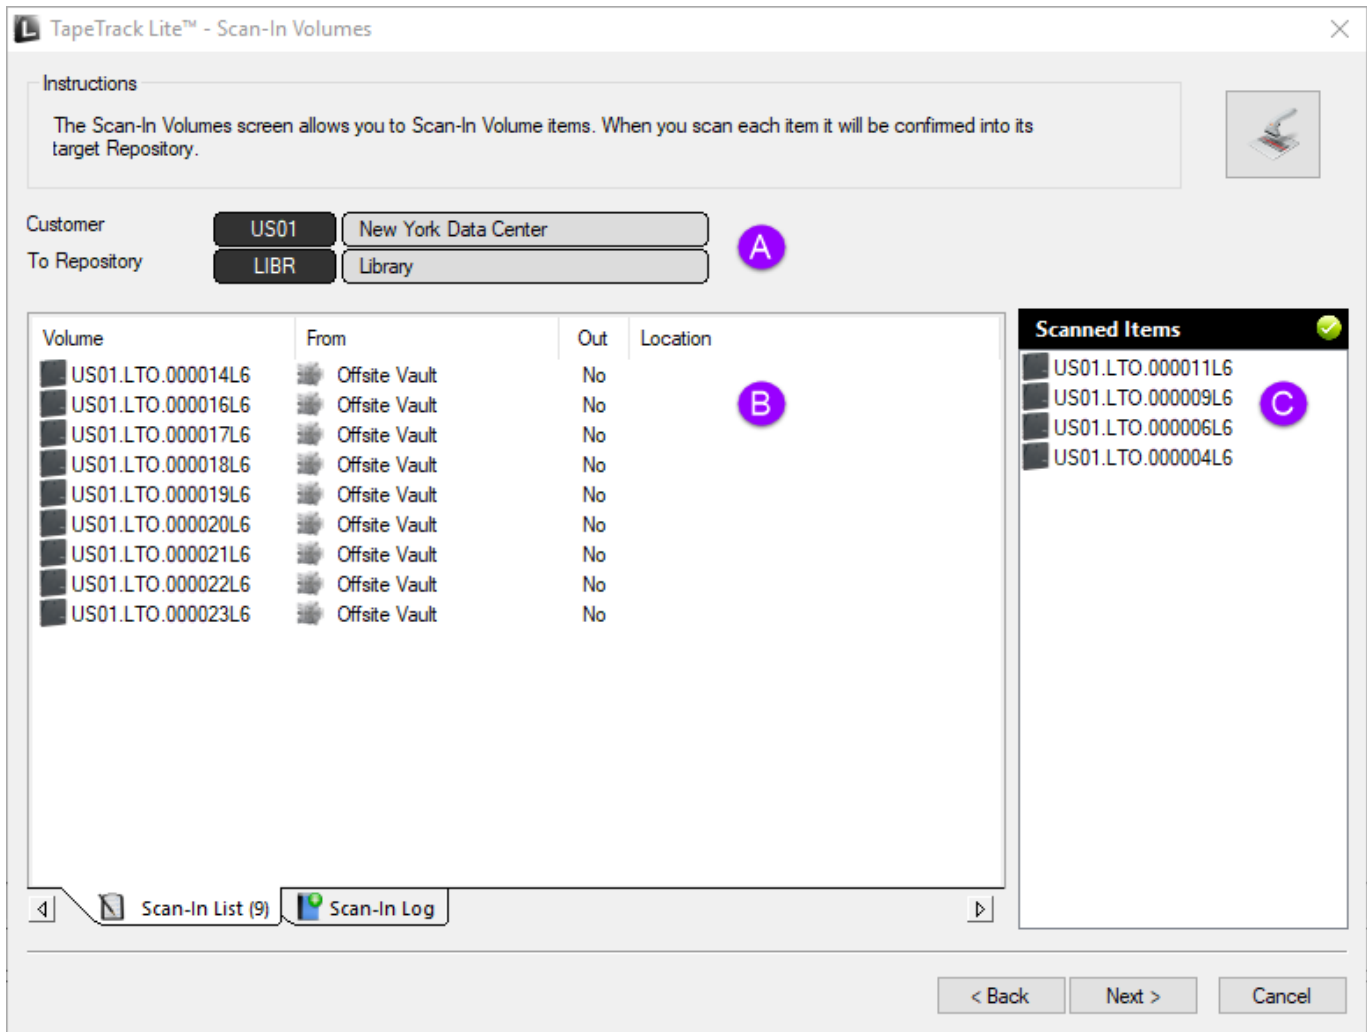 TapeTrack Lite™ - Scan-In Volumes
Instructions
The Scan-In Volumes screen allows you to Scan-In Volume items. When you scan each item it will be confirmed into its
target Repository.
Customer US01 New York Data Center
To Repository LIBR Library
A
Volume From Out Location
US01.LTO.000014L6 Offsite Vault No
US01.LTO.000016L6 Offsite Vault No
US01.LTO.000017L6 Offsite Vault No
US01.LTO.000018L6 Offsite Vault No
US01.LTO.000019L6 Offsite Vault No
US01.LTO.000020L6 Offsite Vault No
US01.LTO.000021L6 Offsite Vault No
US01.LTO.000022L6 Offsite Vault No
US01.LTO.000023L6 Offsite Vault No
B
Scanned Items
US01.LTO.000011L6
US01.LTO.000009L6
US01.LTO.000006L6
US01.LTO.000004L6
C
Scan-In List (9) Scan-In Log
< Back Next > Cancel